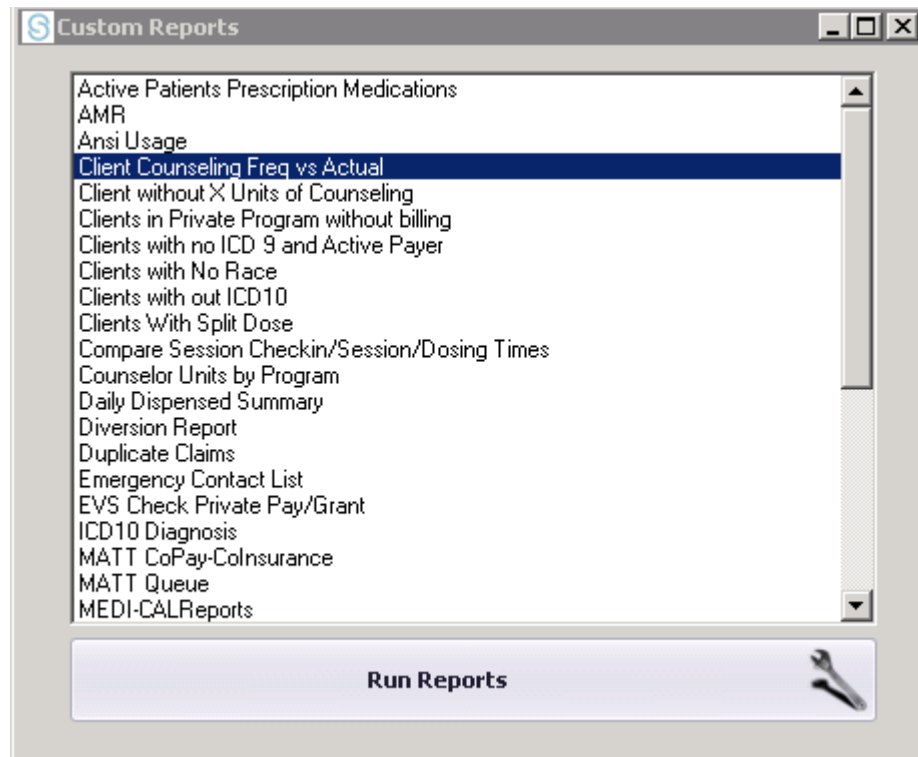 Custom Reports
Active Patients Prescription Medications
AMR
Ansi Usage
Client Counseling Freq vs Actual
Client without X Units of Counseling
Clients in Private Program without billing
Clients with no ICD 9 and Active Payer
Clients with No Race
Clients with out ICD10
Clients With Split Dose
Compare Session Checkin/Session/Dosing Times
Counselor Units by Program
Daily Dispensed Summary
Diversion Report
Duplicate Claims
Emergency Contact List
EVS Check Private Pay/Grant
ICD10 Diagnosis
MATT CoPay-CoInsurance
MATT Queue
MEDI-CALReports
Run Reports